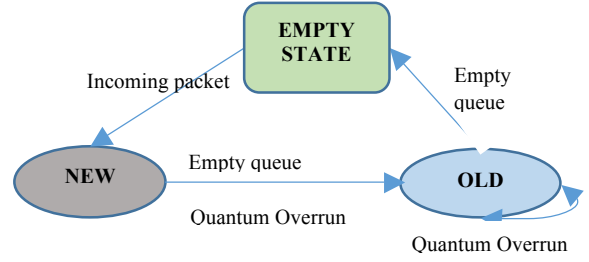 EMPTY
STATE
Incoming packet
Empty
queue
NEW
Empty queue
OLD
Quantum Overrun
Quantum Overrun